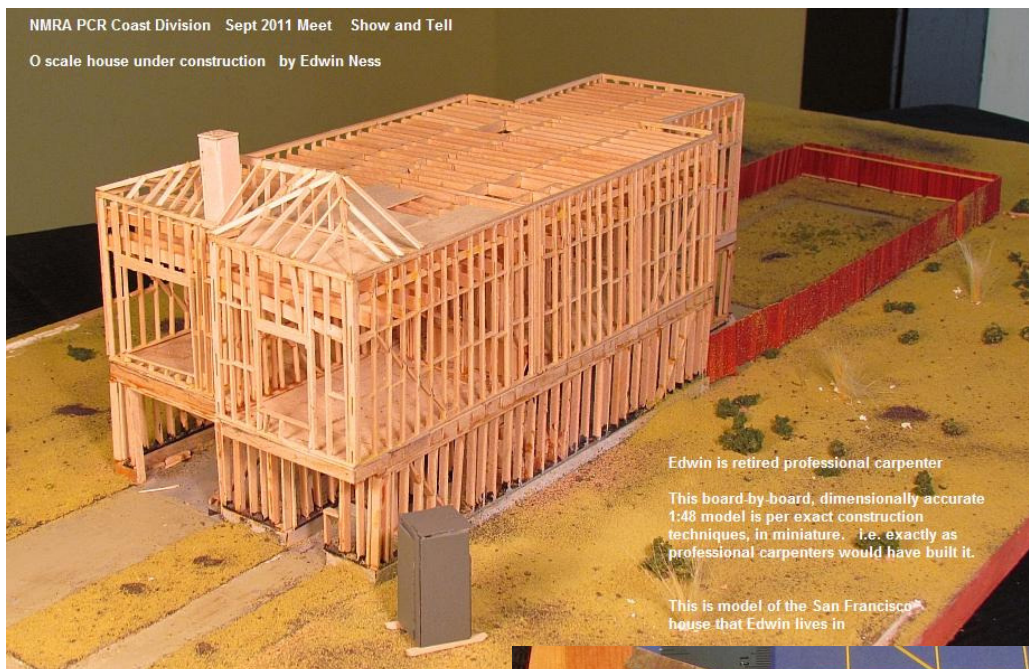 NMRA PCR Coast Division Sept 2011 Meet Show and Tell
O scale house under construction by Edwin Ness
Edwin is retired professional carpenter
This board-by-board, dimensionally accurate
1:48 model is per exact construction
techniques, in miniature. i.e. exactly as
professional carpenters would have built it.
This is model of the San Francisco
house that Edwin lives in